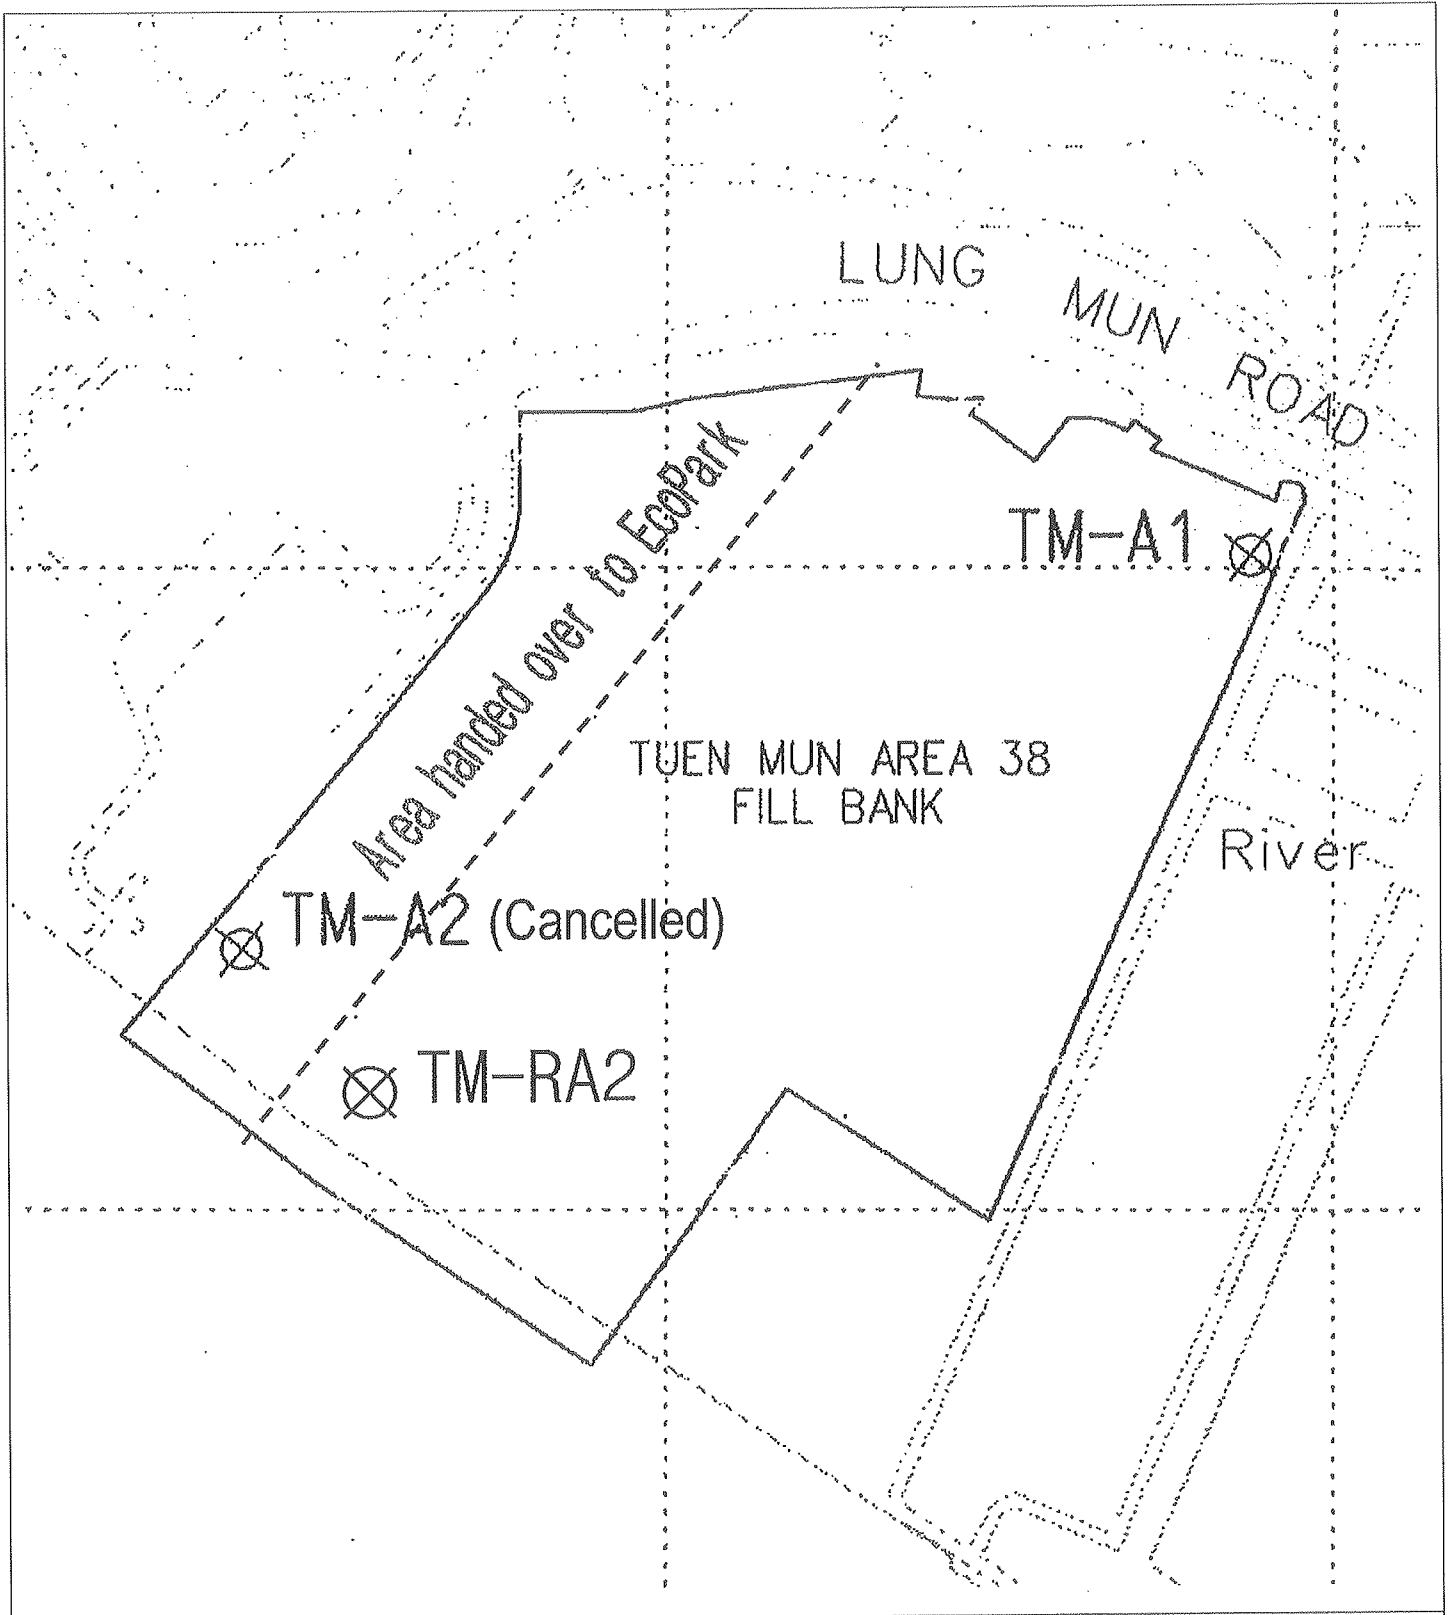 LUNG MUN ROAD
Area handed over to EcoPark
TM-A1
TUEN MUN AREA 38
FILL BANK
River
TM-A2 (Cancelled)
TM-RA2